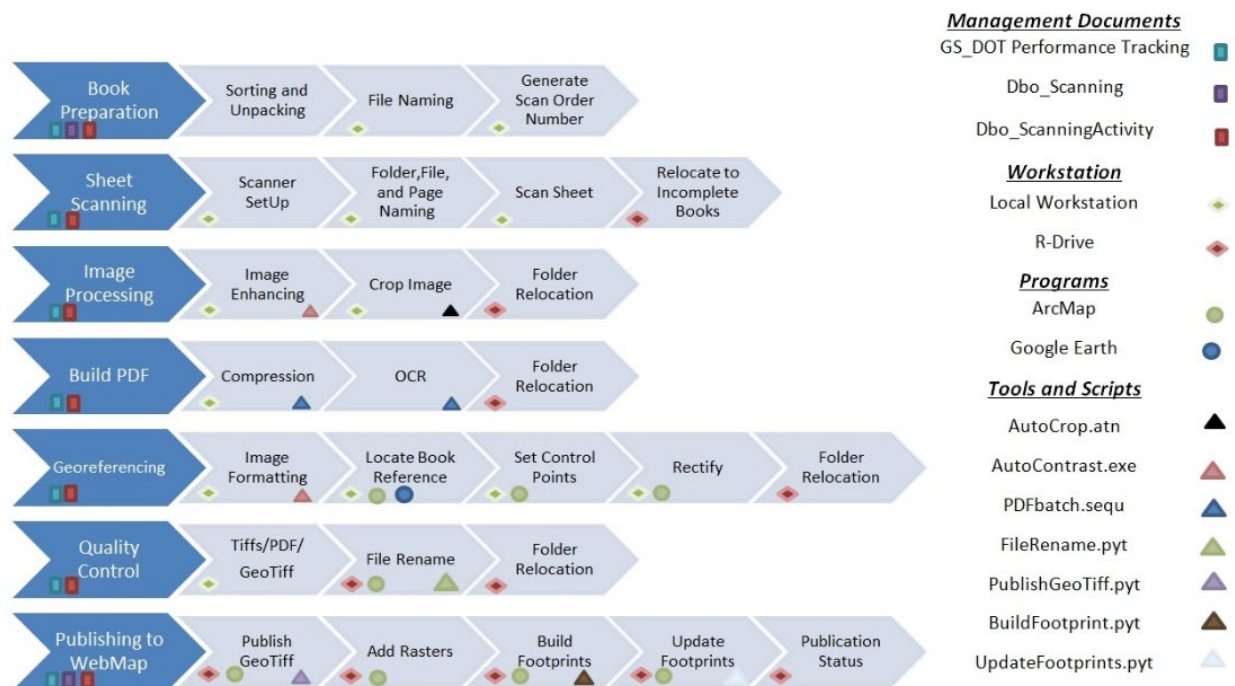 Book
Preparation
Sorting and
Unpacking
File Naming
Generate
Scan Order
Number
Sheet
Scanning
Scanner
SetUp
Folder,File,
and Page
Naming
Scan Sheet
Relocate to
Incomplete
Books
Image
Processing
Image
Enhancing
Crop Image
Folder
Relocation
Build PDF
Compression
OCR
Folder
Relocation
Georeferencing
Image
Formatting
Locate Book
Reference
Set Control
Points
Rectify
Folder
Relocation
Quality
Control
Tiffs/PDF/
GeoTiff
File Rename
Folder
Relocation
Publishing to
WebMap
Publish
GeoTiff
Add Rasters
Build
Footprints
Update
Footprints
Publication
Status
Management Documents
GS_DOT Performance Tracking
Dbo_Scanning
Dbo_ScanningActivity
Workstation
Local Workstation
R-Drive
Programs
ArcMap
Google Earth
Tools and Scripts
AutoCrop.atn
AutoContrast.exe
PDFbatch.sequ
FileRename.pyt
PublishGeoTiff.pyt
BuildFootprint.pyt
UpdateFootprints.pyt